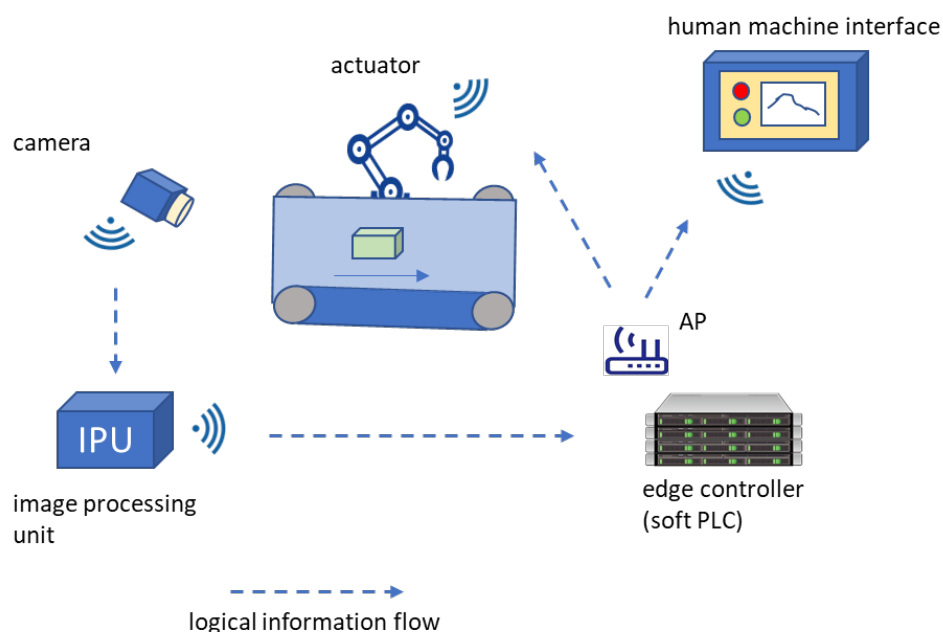 human machine interface
actuator
camera
AP
IPU
image processing
unit
edge controller
(soft PLC)
logical information flow